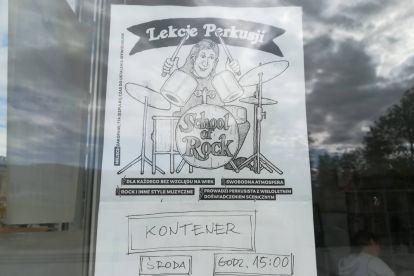 Lekcje Perkusji
School of Rock
DLA KAŻDEGO BEZ WZGLĘDU NA WIEK
SWOBODNA ATMOSFERA
ROCK I INNE STYLE MUZYCZNE
PROWADZI PERKUSISTA Z WIELOLETNIM
DOŚWIADCZENIEM SCENICZNYM
KONTENER
ŚRODA
GODZ. 15:00